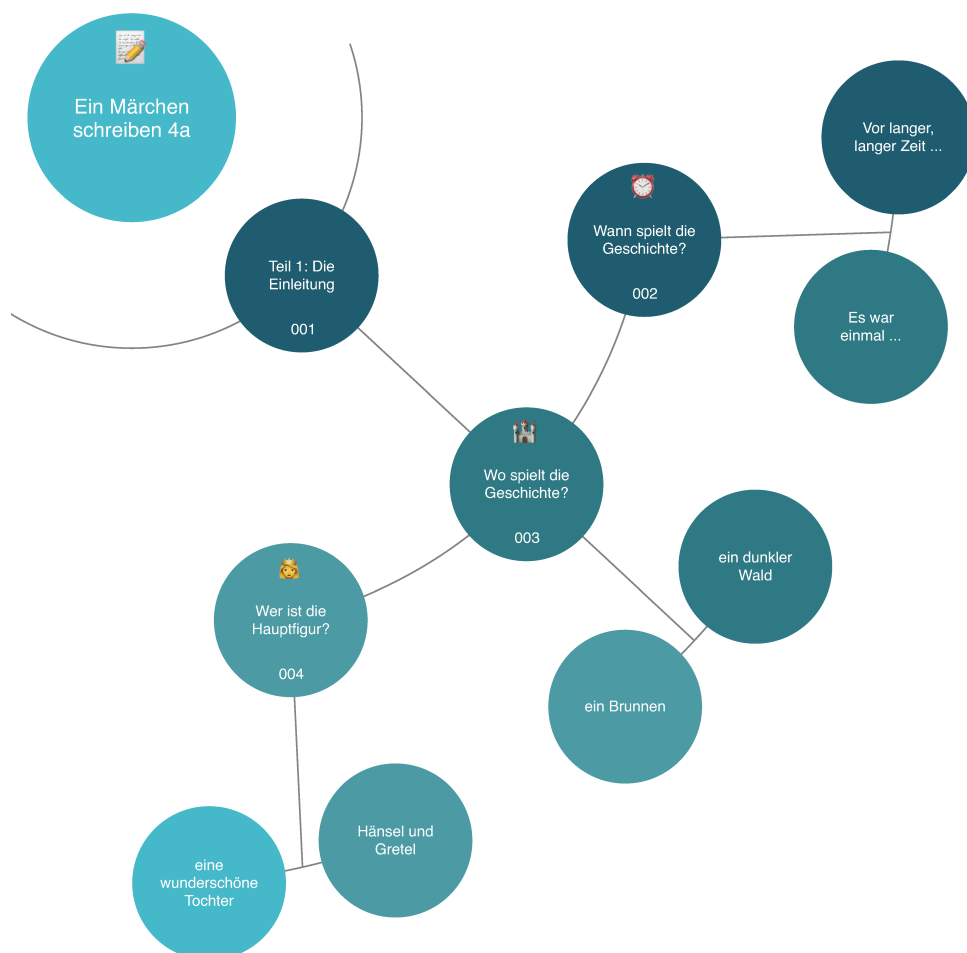 Ein Märchen
schreiben 4a
Teil 1: Die
Einleitung
001
Wann spielt die
Geschichte?
002
Vor langer,
langer Zeit ...
Es war
einmal ...
Wo spielt die
Geschichte?
003
ein dunkler
Wald
ein Brunnen
Wer ist die
Hauptfigur?
004
Hänsel und
Gretel
eine
wunderschöne
Tochter